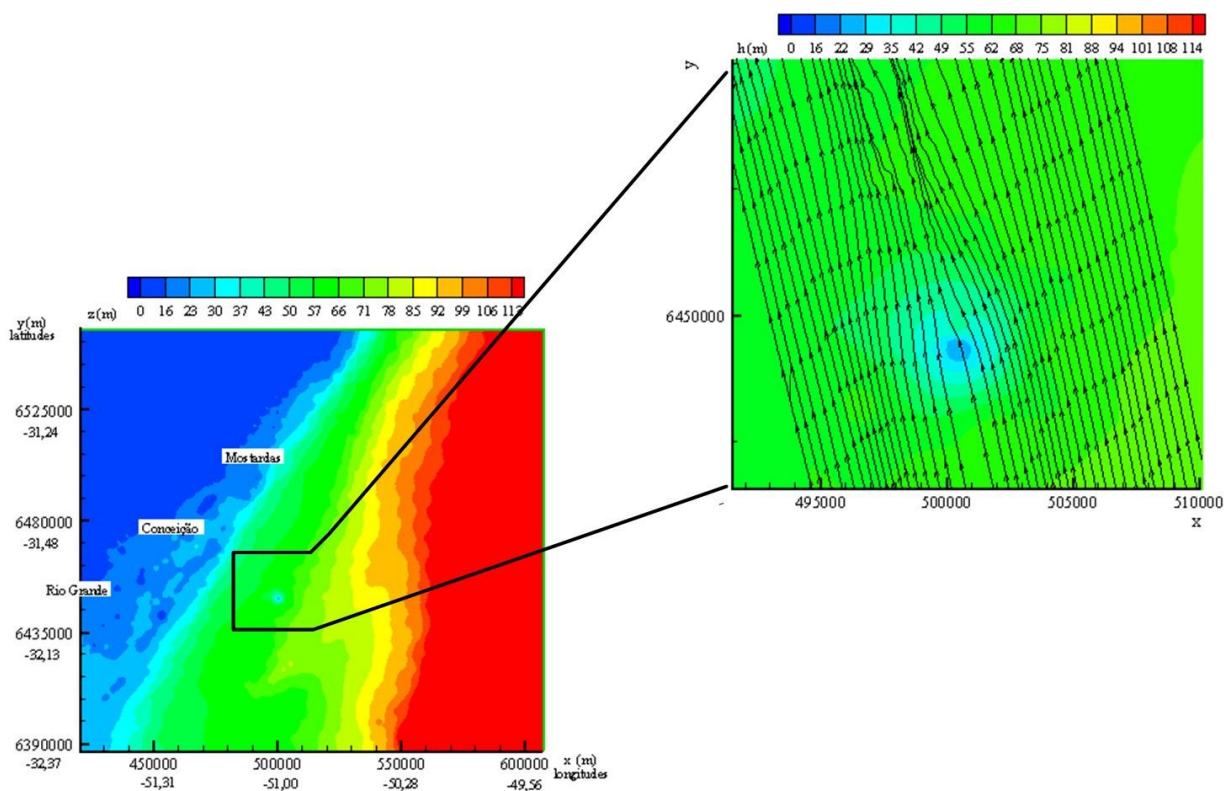 0 16 22 29 35 42 49 55 62 68 75 81 88 94 101 108 114
h(m)
y
6450000
495000 500000 505000 510000
x
0 16 23 30 37 50 57 66 71 78 85 92 99 106 113
z(m)
y(m)
latitudes
6525000
-31,24
Mostardas
6480000
-31,48
Conceição
Rio Grande
6435000
-32,13
6390000
-32,37
450000 500000 550000 600000
-51,31 -51,00 -50,28 -49,56
x (m)
longitudes